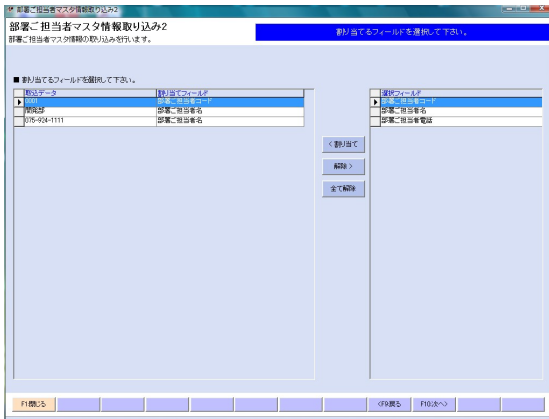 部署ご担当者マスタ情報取り込み2
部署ご担当者マスタ情報取り込み2
部署ご担当者マスタ情報の取り込みを行います。
割り当てるフィールドを選択して下さい。
■ 割り当てるフィールドを選択して下さい。
取込データ 割り当てフィールド
0001 部署ご担当者コード
開発部 部署ご担当者名
075-924-1111 部署ご担当者名
選択フィールド
部署ご担当者コード
部署ご担当者名
部署ご担当者電話
<割り当て
解除>
全て解除
F1:閉じる
<F9:戻る
F10:次へ>